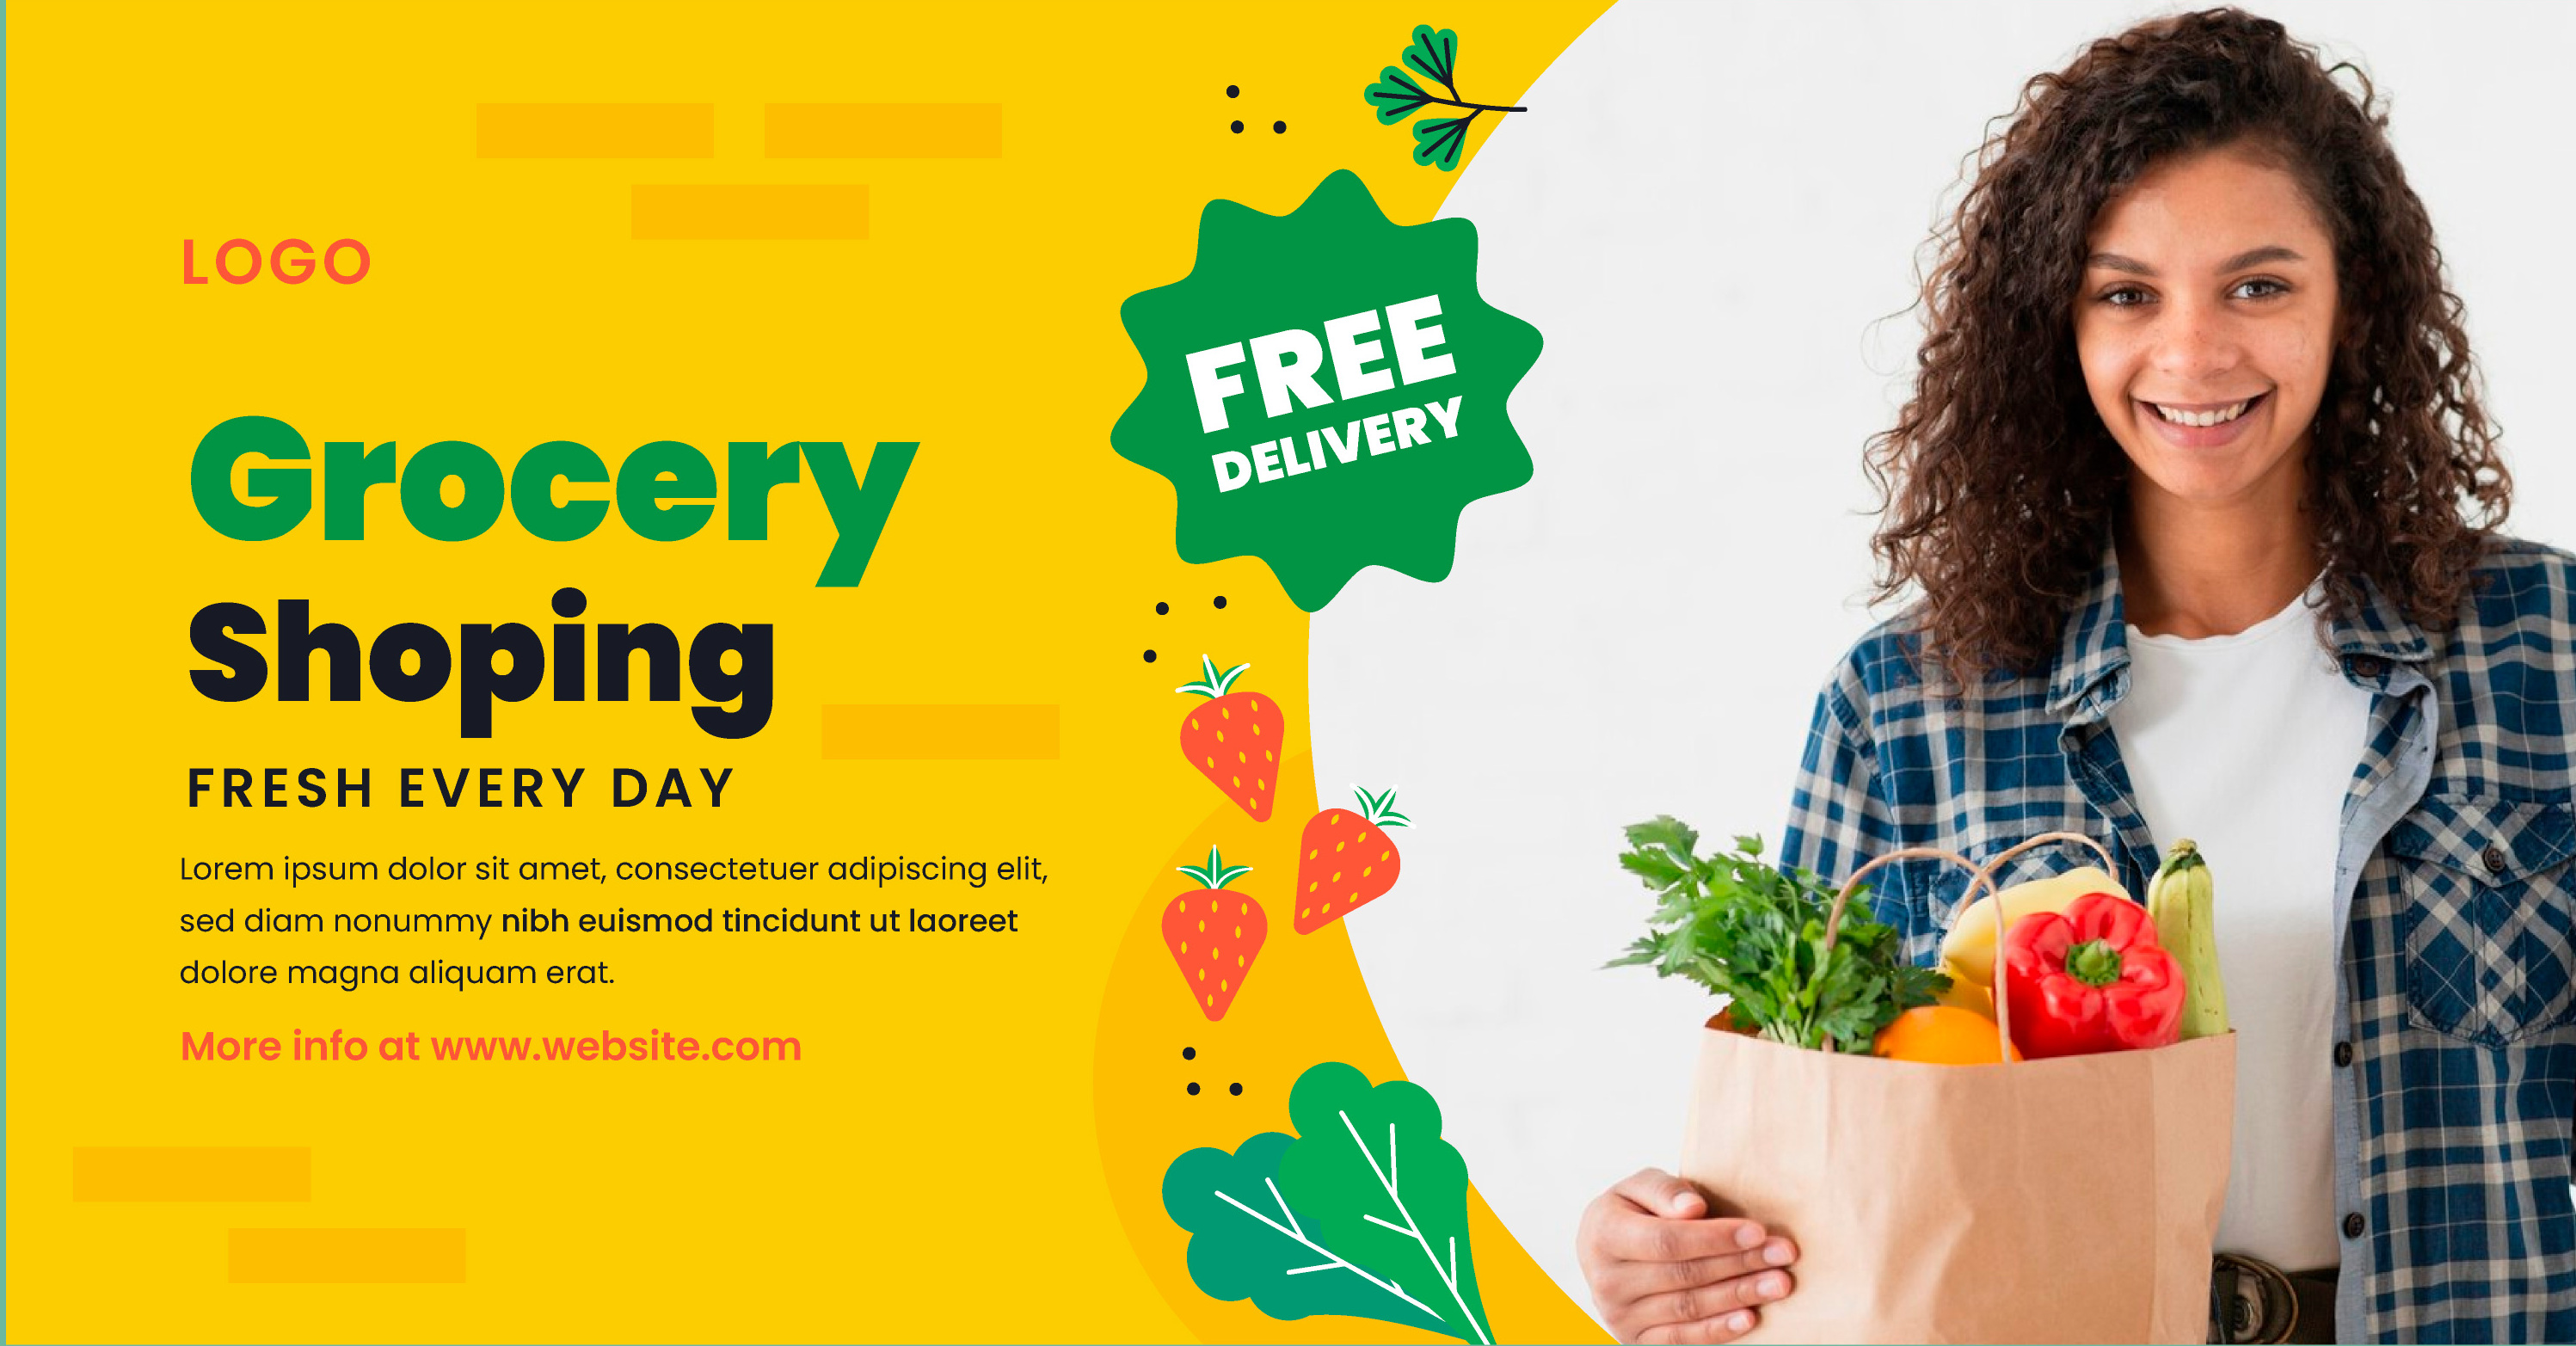 LOGO
Grocery
Shoping
FRESH EVERY DAY
Lorem ipsum dolor sit amet, consectetuer adipiscing elit,
sed diam nonummy nibh euismod tincidunt ut laoreet
dolore magna aliquam erat.
More info at www.website.com
FREE
DELIVERY